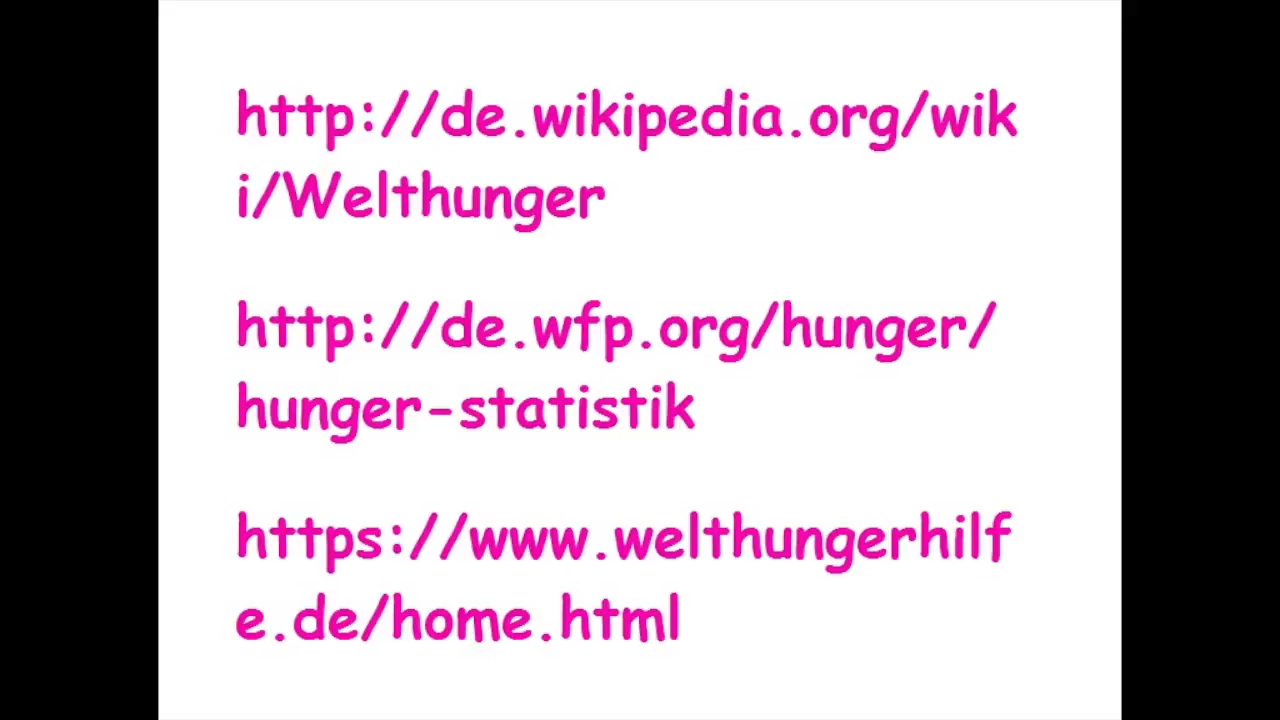 http://de.wikipedia.org/wik
i/Welthunger
http://de.wfp.org/hunger/
hunger-statistik
https://www.welthungerhilf
e.de/home.html